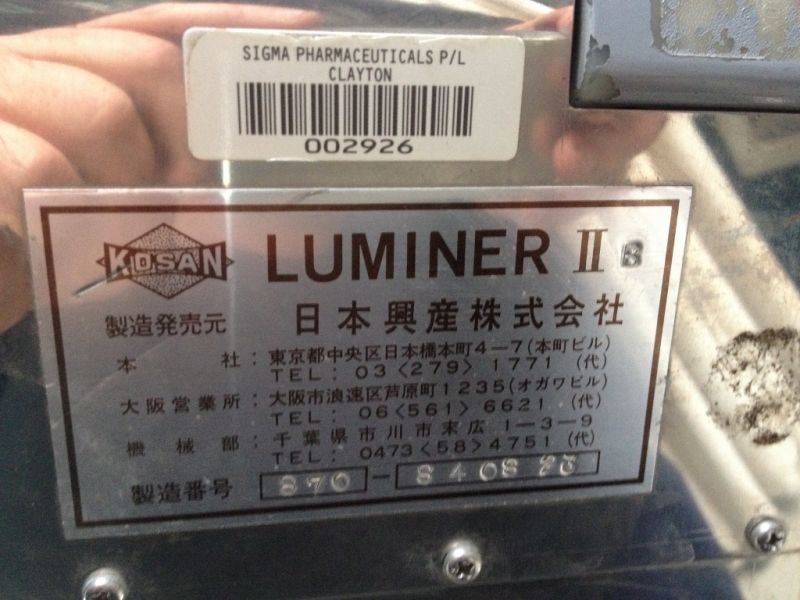 SIGMA PHARMACEUTICALS P/L
CLAYTON
002926
KOSAN
LUMINER II B
製造発売元 日本興産株式会社
本社：東京都中央区日本橋本町4-7(本町ビル)
TEL: 03<279>1771(代)
大阪営業所：大阪市浪速区芦原町1235(オガワビル)
TEL: 06<561>6621(代)
機械部：千葉県市川市末広1-3-9
TEL: 0473<58>4751(代)
製造番号 870-